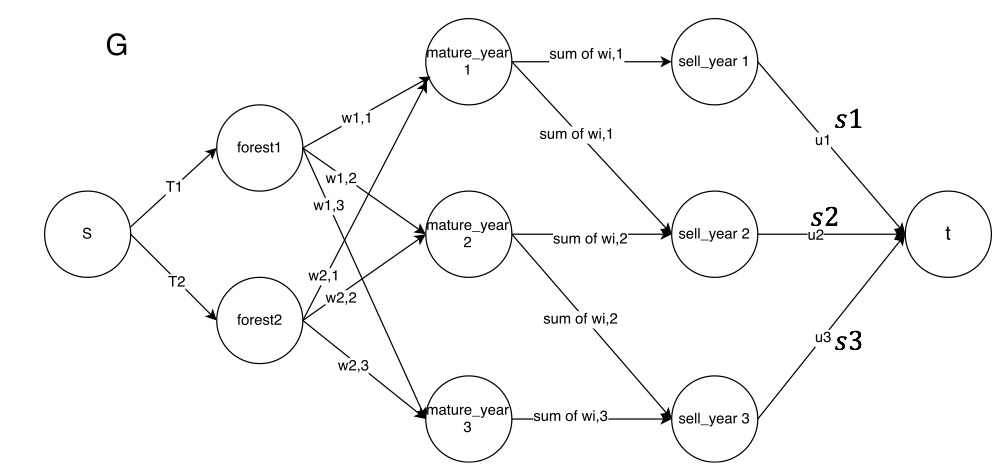 G
mature_year
1
sum of wi,1
sell_year 1
w1,1
s1
u1
sum of wi,1
forest1
T1
w1,2
w1,3
S
mature_year
2
sum of wi,2
sell_year 2
s2
u2
t
T2
w2,1
w2,2
forest2
sum of wi,2
u3
s3
w2,3
mature_year
3
sum of wi,3
sell_year 3